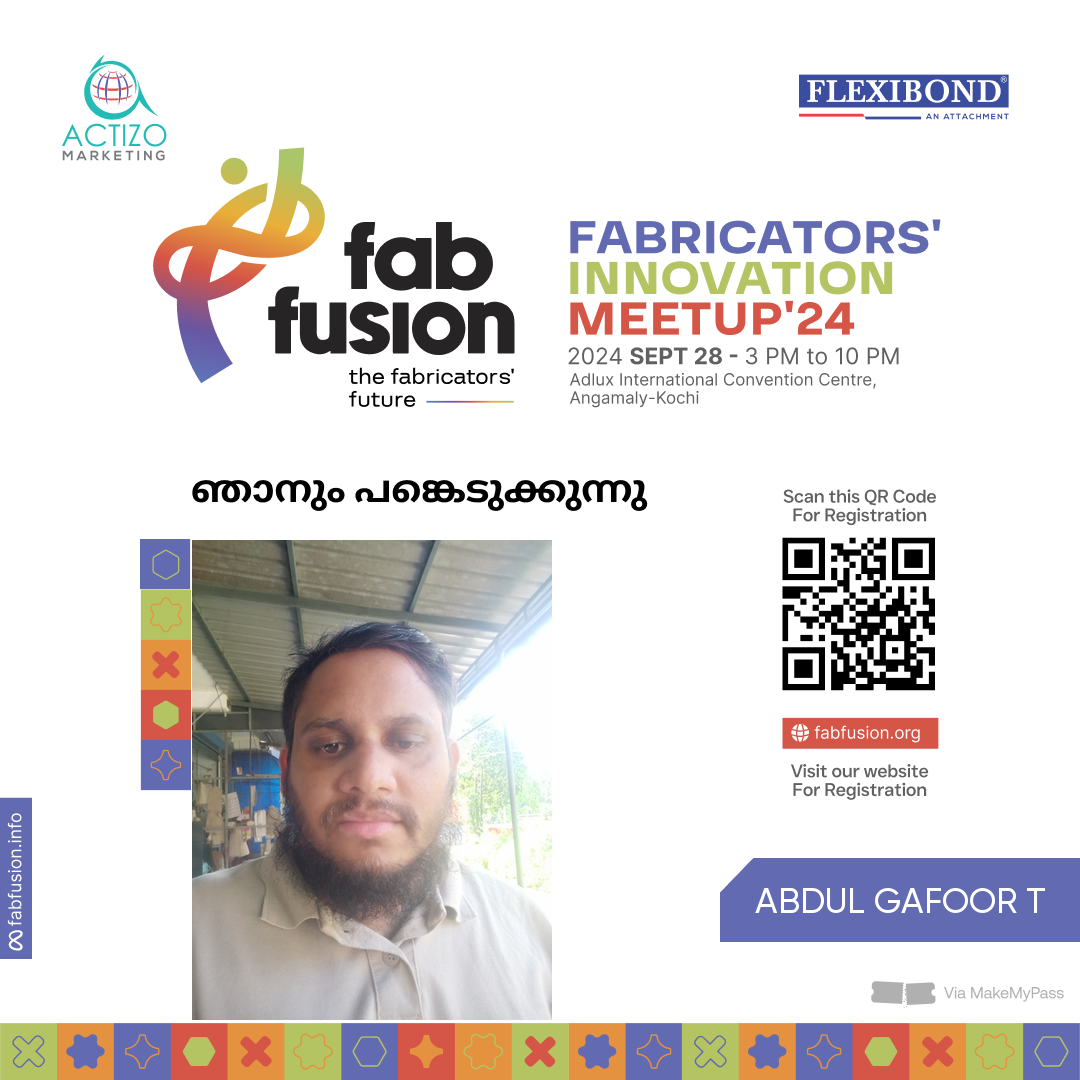 ACTIZO
MARKETING
FLEXIBOND®
AN ATTACHMENT
fab
fusion
the fabricators'
future
FABRICATORS'
INNOVATION
MEETUP'24
2024 SEPT 28 - 3 PM to 10 PM
Adlux International Convention Centre,
Angamaly-Kochi
ഞാനും പങ്കെടുക്കുന്നു
Scan this QR Code
For Registration
fabfusion.org
Visit our website
For Registration
fabfusion.info
ABDUL GAFOOR T
Via MakeMyPass